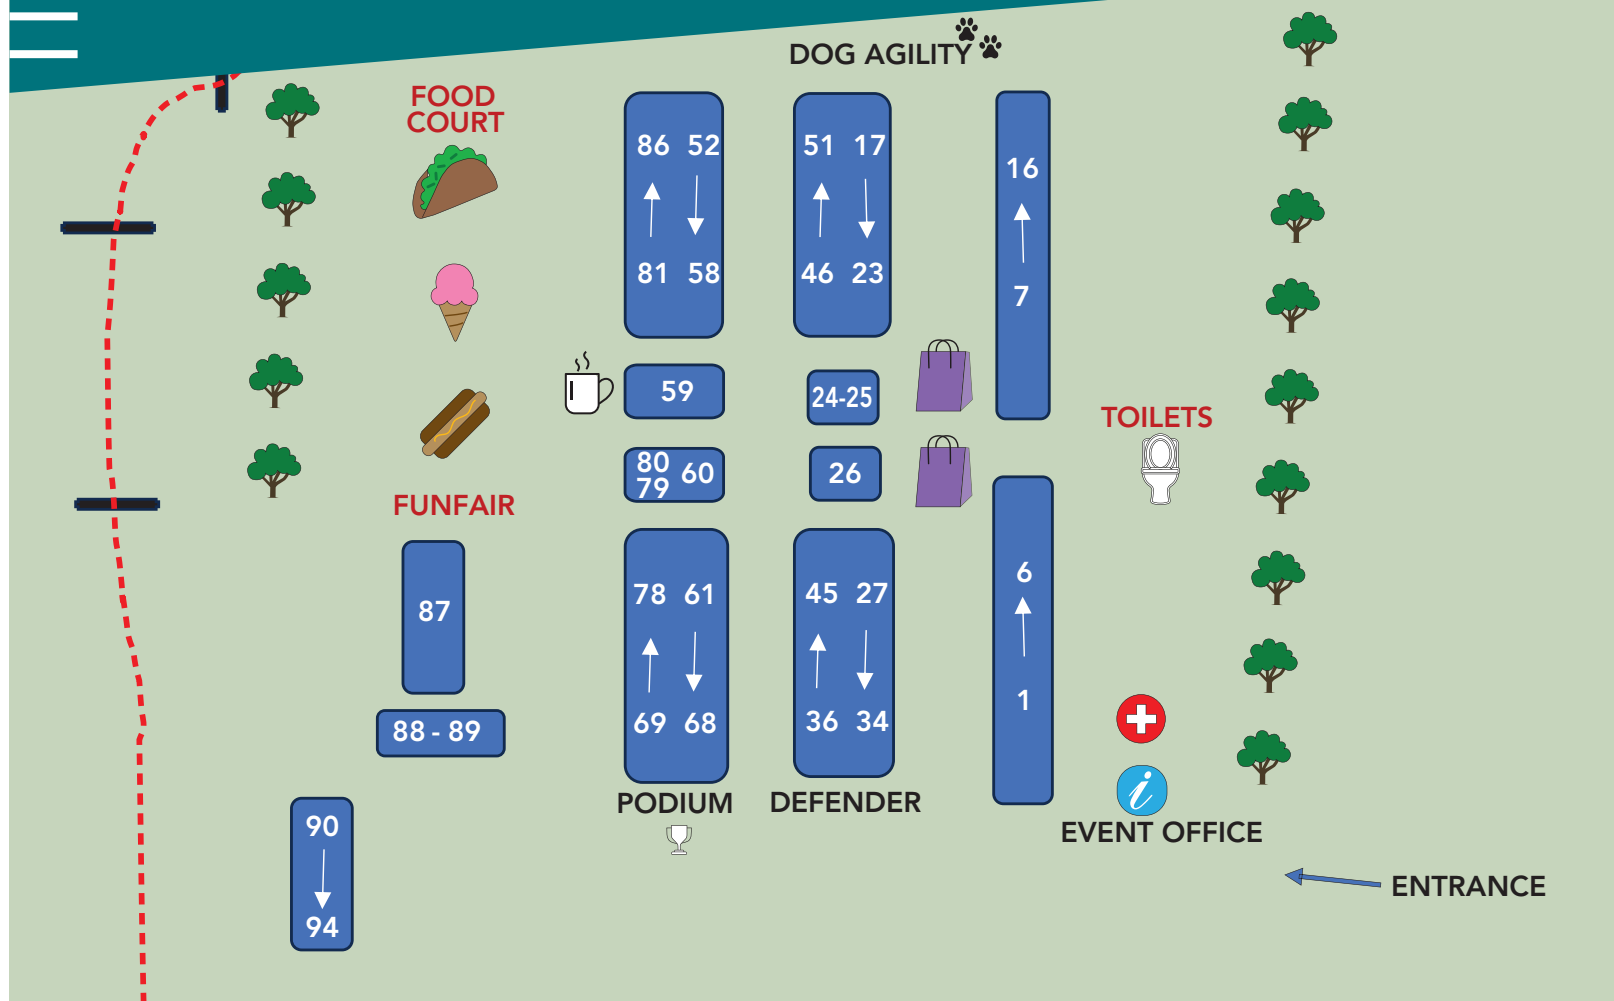 DOG AGILITY
FOOD
COURT
86 52
81 58
51 17
46 23
16
7
59
24-25
TOILETS
80
79 60
26
FUNFAIR
87
78 61
69 68
45 27
36 34
6
1
88 - 89
PODIUM
DEFENDER
i
EVENT OFFICE
90
94
ENTRANCE